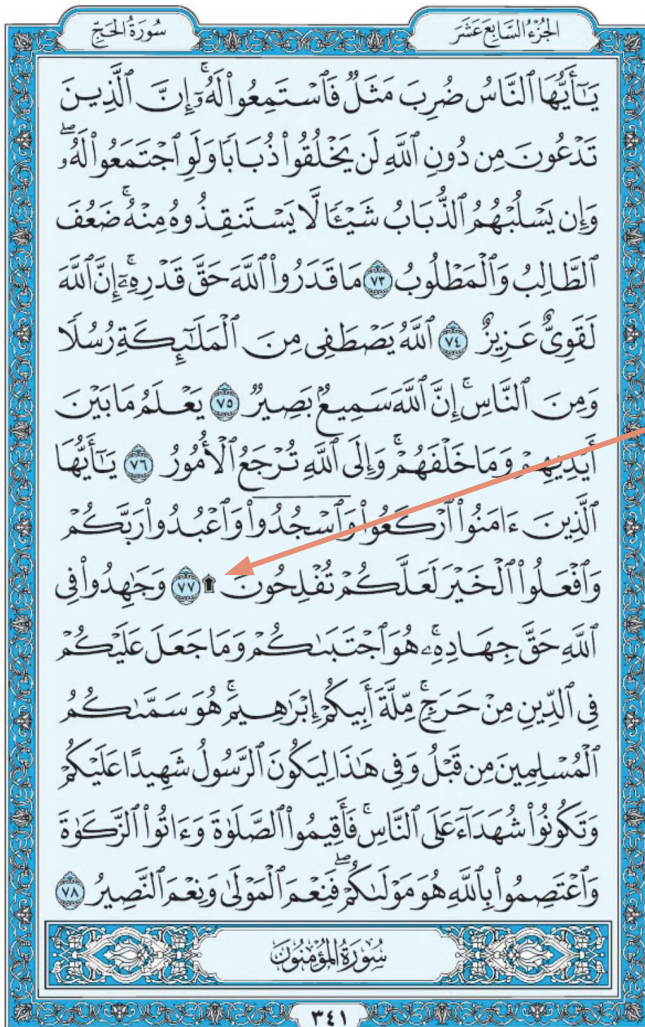 الجُزْءُ السَّابِعَ عَشَرَ
سُورَةُ الحَجِّ
يَٰٓأَيُّهَا ٱلنَّاسُ ضُرِبَ مَثَلٌ فَٱسْتَمِعُوا۟ لَهُۥٓ ۚ إِنَّ ٱلَّذِينَ
تَدْعُونَ مِن دُونِ ٱللَّهِ لَن يَخْلُقُوا۟ ذُبَابًا وَلَوِ ٱجْتَمَعُوا۟ لَهُۥ ۖ
وَإِن يَسْلُبْهُمُ ٱلذُّبَابُ شَيْـًٔا لَّا يَسْتَنقِذُوهُ مِنْهُ ۚ ضَعُفَ
ٱلطَّالِبُ وَٱلْمَطْلُوبُ ٧٣ مَا قَدَرُوا۟ ٱللَّهَ حَقَّ قَدْرِهِۦٓ ۚ إِنَّ ٱللَّهَ
لَقَوِىٌّ عَزِيزٌ ٧٤ ٱللَّهُ يَصْطَفِى مِنَ ٱلْمَلَٰٓئِكَةِ رُسُلًا
وَمِنَ ٱلنَّاسِ ۚ إِنَّ ٱللَّهَ سَمِيعٌۢ بَصِيرٌ ٧٥ يَعْلَمُ مَا بَيْنَ
أَيْدِيهِمْ وَمَا خَلْفَهُمْ ۗ وَإِلَى ٱللَّهِ تُرْجَعُ ٱلْأُمُورُ ٧٦ يَٰٓأَيُّهَا
ٱلَّذِينَ ءَامَنُوا۟ ٱرْكَعُوا۟ وَٱسْجُدُوا۟ وَٱعْبُدُوا۟ رَبَّكُمْ
وَٱفْعَلُوا۟ ٱلْخَيْرَ لَعَلَّكُمْ تُفْلِحُونَ ۩ ٧٧ وَجَٰهِدُوا۟ فِى
ٱللَّهِ حَقَّ جِهَادِهِۦ ۚ هُوَ ٱجْتَبَىٰكُمْ وَمَا جَعَلَ عَلَيْكُمْ
فِى ٱلدِّينِ مِنْ حَرَجٍ ۚ مِّلَّةَ أَبِيكُمْ إِبْرَٰهِيمَ ۚ هُوَ سَمَّىٰكُمُ
ٱلْمُسْلِمِينَ مِن قَبْلُ وَفِى هَٰذَا لِيَكُونَ ٱلرَّسُولُ شَهِيدًا عَلَيْكُمْ
وَتَكُونُوا۟ شُهَدَآءَ عَلَى ٱلنَّاسِ ۚ فَأَقِيمُوا۟ ٱلصَّلَوٰةَ وَءَاتُوا۟ ٱلزَّكَوٰةَ
وَٱعْتَصِمُوا۟ بِٱللَّهِ هُوَ مَوْلَىٰكُمْ ۖ فَنِعْمَ ٱلْمَوْلَىٰ وَنِعْمَ ٱلنَّصِيرُ ٧٨
سُورَةُ المُؤْمِنُونَ
٣٤١